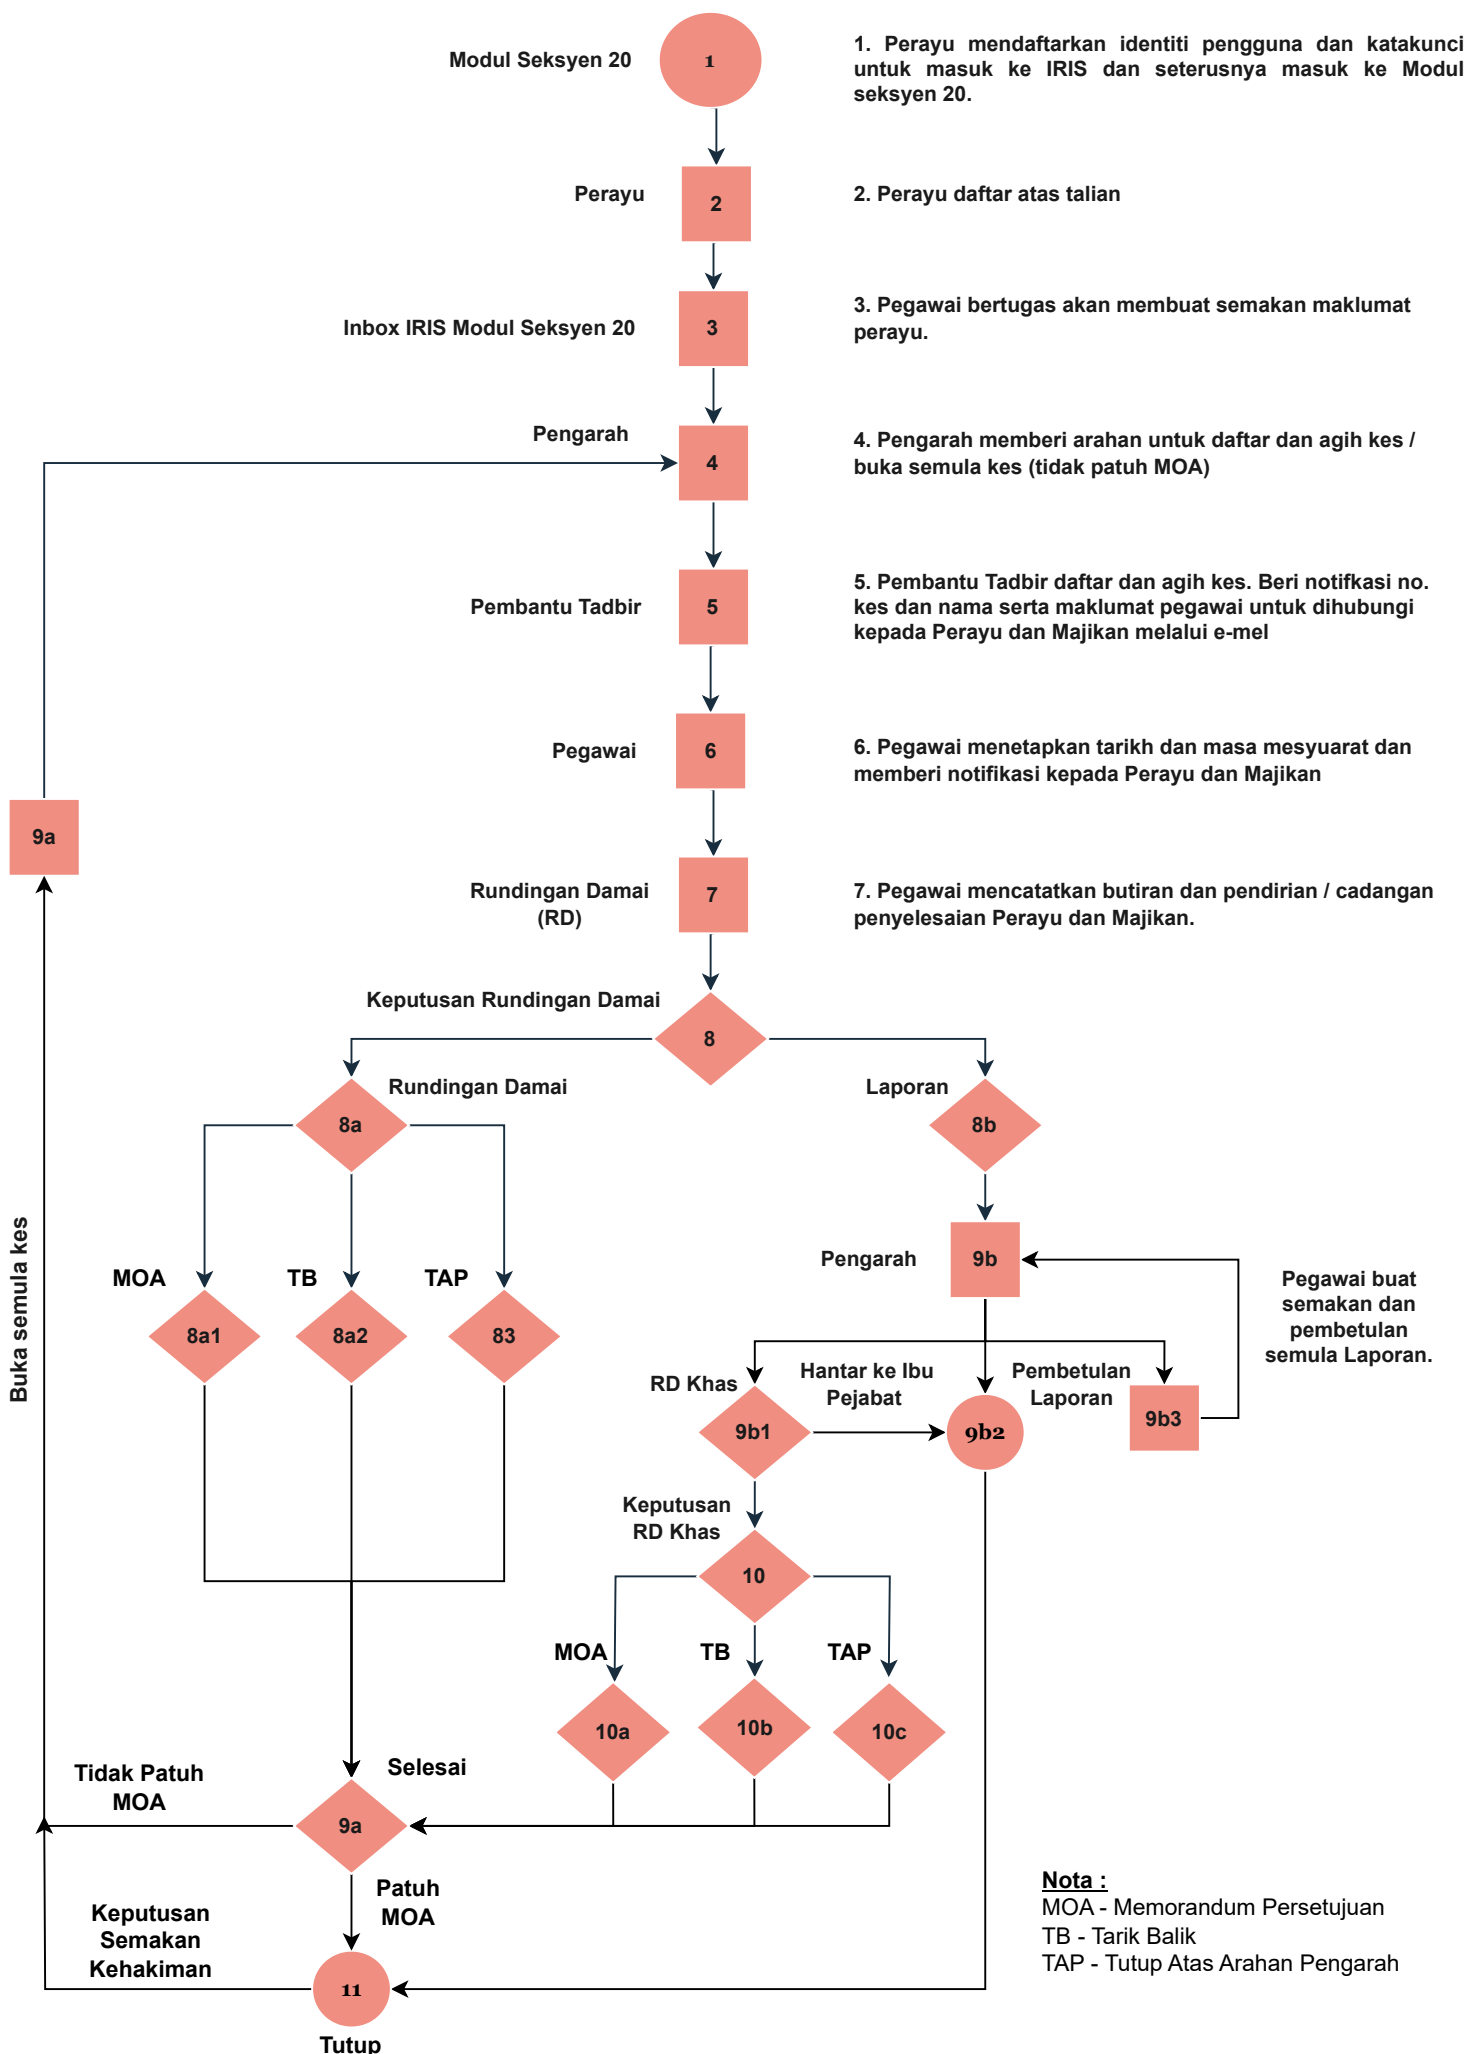 Modul Seksyen 20
1
1. Perayu mendaftarkan identiti pengguna dan katakunci
untuk masuk ke IRIS dan seterusnya masuk ke Modul
seksyen 20.
Perayu
2
2. Perayu daftar atas talian
Inbox IRIS Modul Seksyen 20
3
3. Pegawai bertugas akan membuat semakan maklumat
perayu.
Pengarah
4
4. Pengarah memberi arahan untuk daftar dan agih kes /
buka semula kes (tidak patuh MOA)
Pembantu Tadbir
5
5. Pembantu Tadbir daftar dan agih kes. Beri notifkasi no.
kes dan nama serta maklumat pegawai untuk dihubungi
kepada Perayu dan Majikan melalui e-mel
Pegawai
6
6. Pegawai menetapkan tarikh dan masa mesyuarat dan
memberi notifikasi kepada Perayu dan Majikan
9a
Rundingan Damai
(RD)
7
7. Pegawai mencatatkan butiran dan pendirian / cadangan
penyelesaian Perayu dan Majikan.
Keputusan Rundingan Damai
8
Rundingan Damai
8a
Laporan
8b
Buka semula kes
MOA
TB
TAP
8a1
8a2
83
Pengarah
9b
Pegawai buat
semakan dan
pembetulan
semula Laporan.
RD Khas
Hantar ke Ibu
Pejabat
Pembetulan
Laporan
9b1
9b2
9b3
Keputusan
RD Khas
10
MOA
TB
TAP
10a
10b
10c
Tidak Patuh
MOA
Selesai
9a
Patuh
MOA
Keputusan
Semakan
Kehakiman
11
Tutup
Nota :
MOA - Memorandum Persetujuan
TB - Tarik Balik
TAP - Tutup Atas Arahan Pengarah